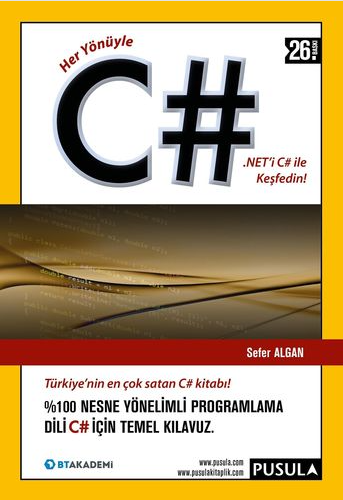 Her Yönüyle
26.
BASKI
C#
.NET'i C# ile
Keşfedin!
Sefer ALGAN
Türkiye'nin en çok satan C# kitabı!
%100 NESNE YÖNELİMLİ PROGRAMLAMA
DİLİ C# İÇİN TEMEL KILAVUZ.
BTAKADEMİ
www.pusula.com
www.pusulakitaplik.com
PUSULA